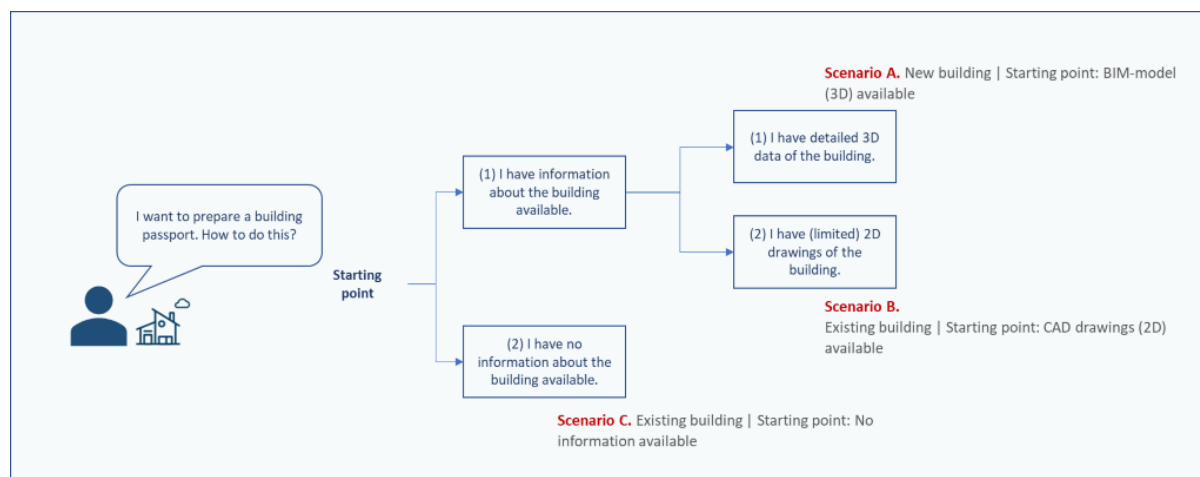 Scenario A. New building | Starting point: BIM-model
(3D) available
(1) I have detailed 3D
data of the building.
(1) I have information
about the building
available.
I want to prepare a building
passport. How to do this?
(2) I have (limited) 2D
drawings of the
building.
Starting
point
Scenario B.
Existing building | Starting point: CAD drawings (2D)
available
(2) I have no
information about the
building available.
Scenario C. Existing building | Starting point: No
information available